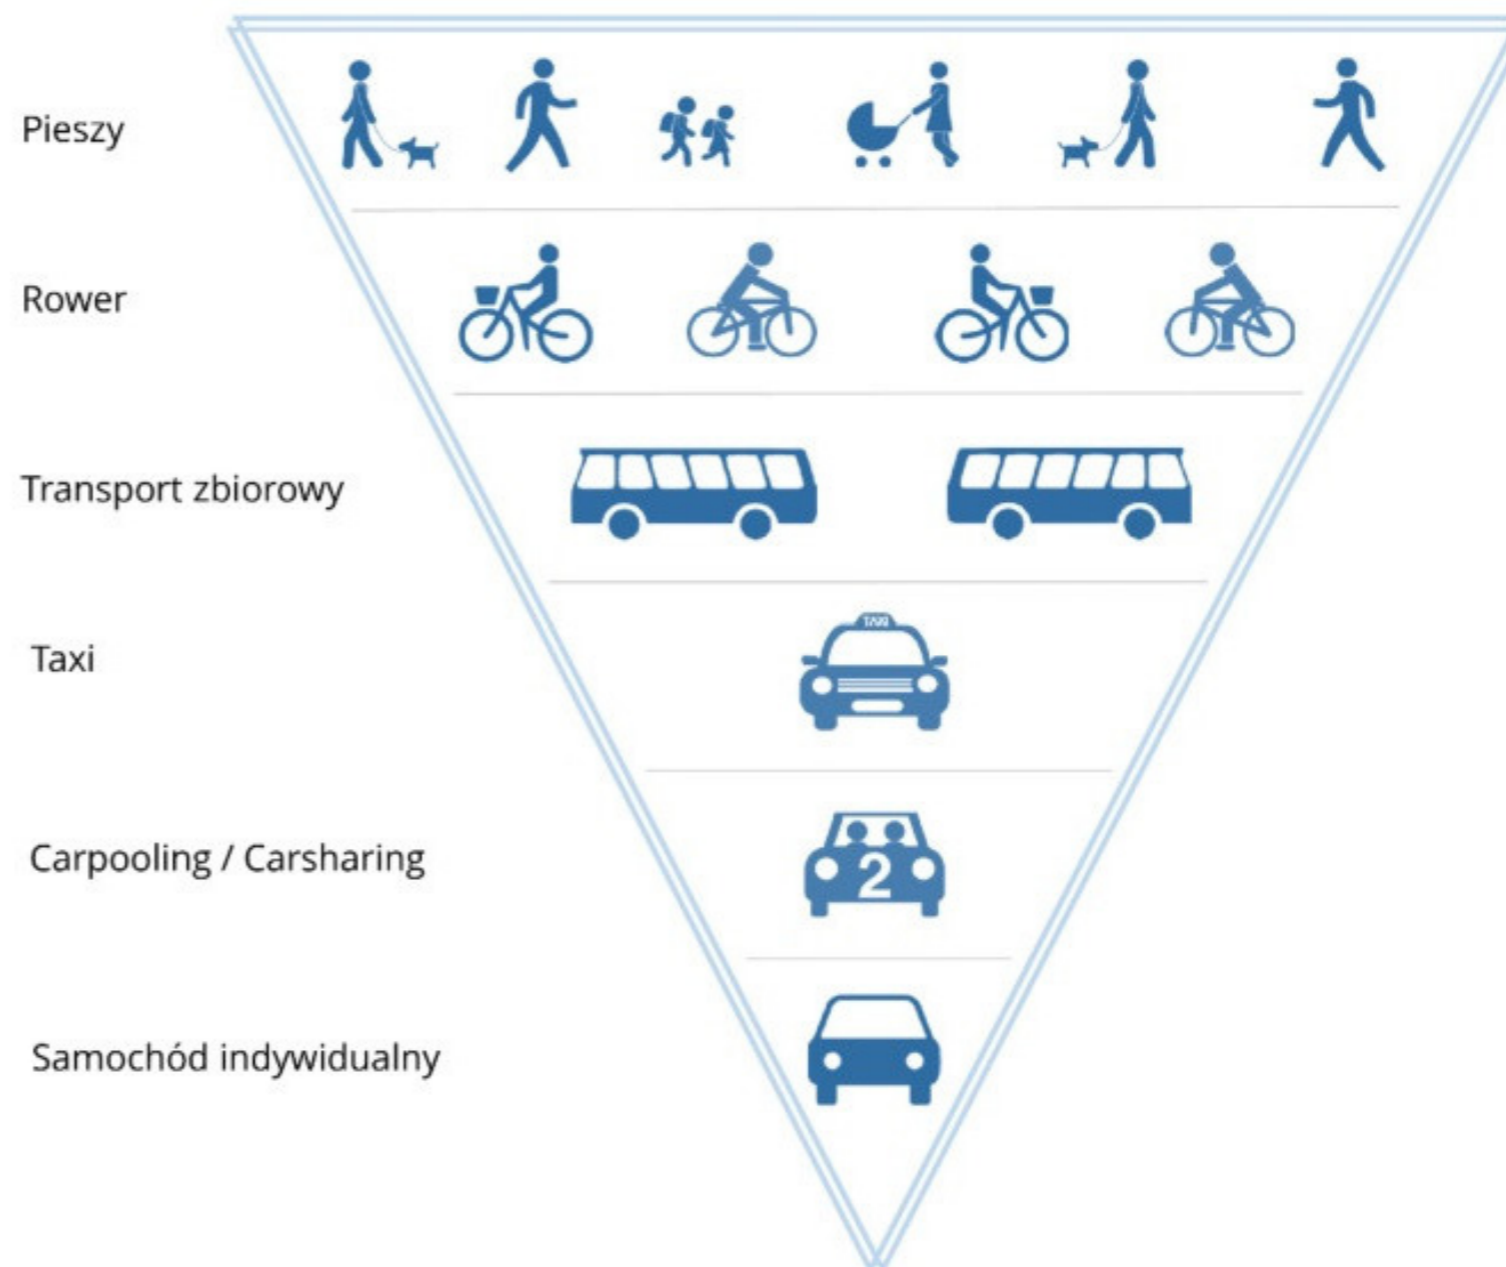 Pieszy
Rower
Transport zbiorowy
Taxi
TAXI
Carpooling / Carsharing
2
Samochód indywidualny